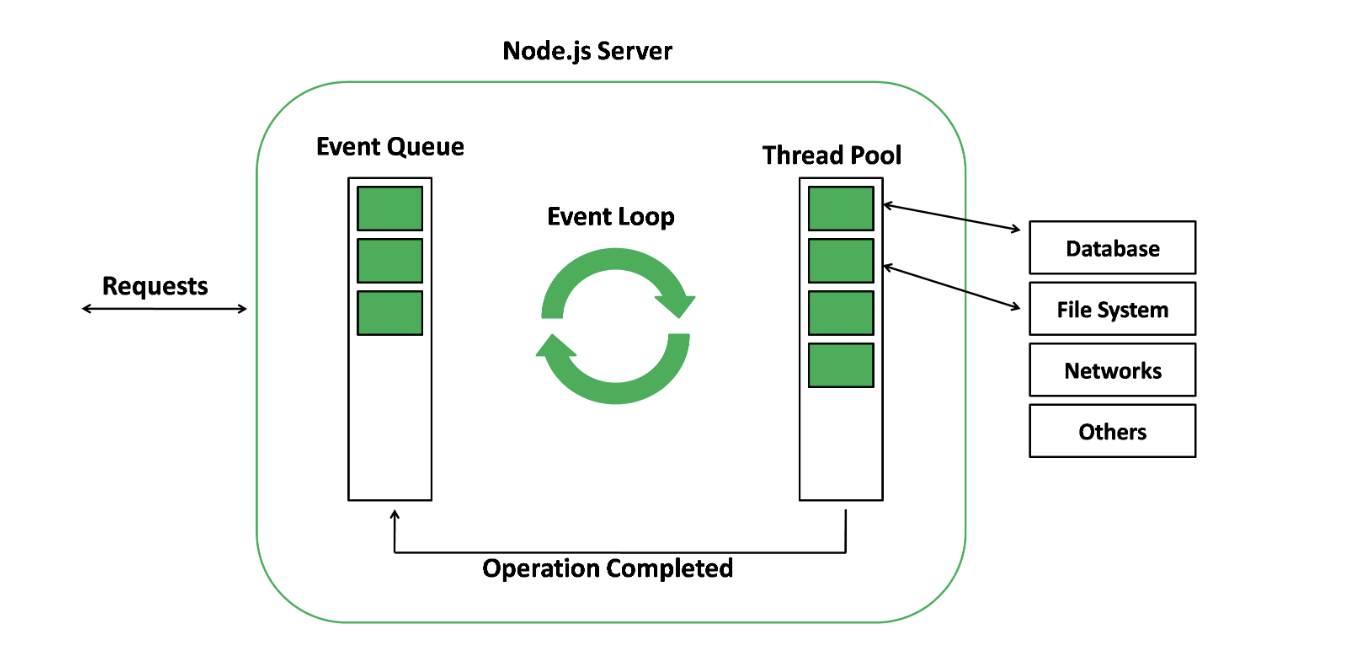 Node.js Server
Event Queue
Thread Pool
Event Loop
Requests
Database
File System
Networks
Others
Operation Completed